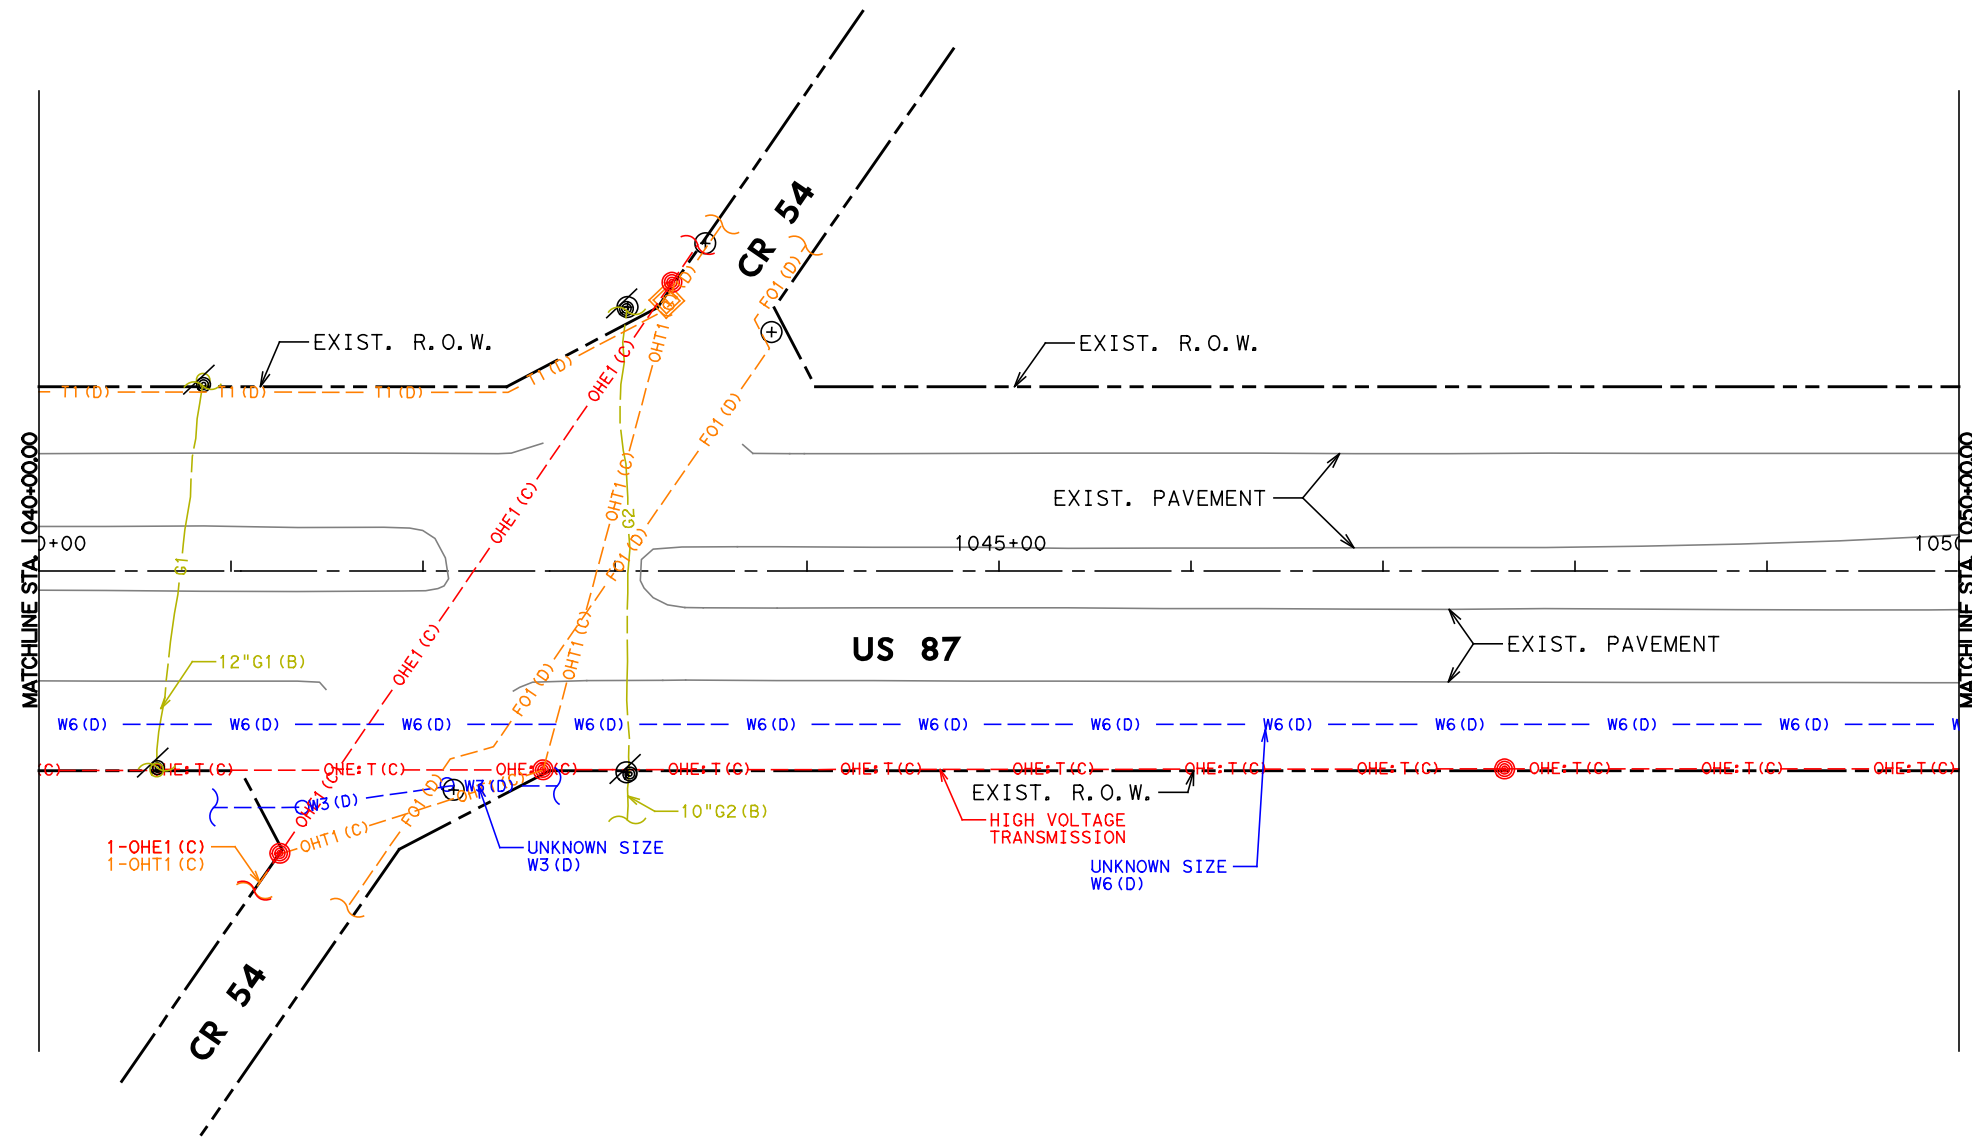 CR 54
EXIST. R.O.W.
EXIST. R.O.W.
T1(D)
T1(D)
T1(D)
T1(D)
OHE1(C)
OHT1(C)
FO1(D)
FO1(D)
MATCHLINE STA. 1040+00.00
MATCHLINE STA. 1050+00.00
EXIST. PAVEMENT
OHE1(C)
OHT1(C)
G2
FO1(D)
0+00
1045+00
G1
OHE1(C)
OHT1(C)
FO1(D)
US 87
EXIST. PAVEMENT
12"G1(B)
W6(D)
W6(D)
W6(D)
W6(D)
W6(D)
W6(D)
W6(D)
W6(D)
W6(D)
W6(D)
W6(D)
W
(C)
OHE:T(C)
OHE:T(C)
OHE:T(C)
OHE:T(C)
OHE:T(C)
OHE:T(C)
OHE:T(C)
OHE:T(C)
OHE:T(C)
OHE:T(C)
OHE:T(C)
OHE1(C)
W3(D)
W3(D)
FO1(D)
OHT1(C)
EXIST. R.O.W.
10"G2(B)
HIGH VOLTAGE
TRANSMISSION
1-OHE1(C)
1-OHT1(C)
UNKNOWN SIZE
W3(D)
UNKNOWN SIZE
W6(D)
CR 54